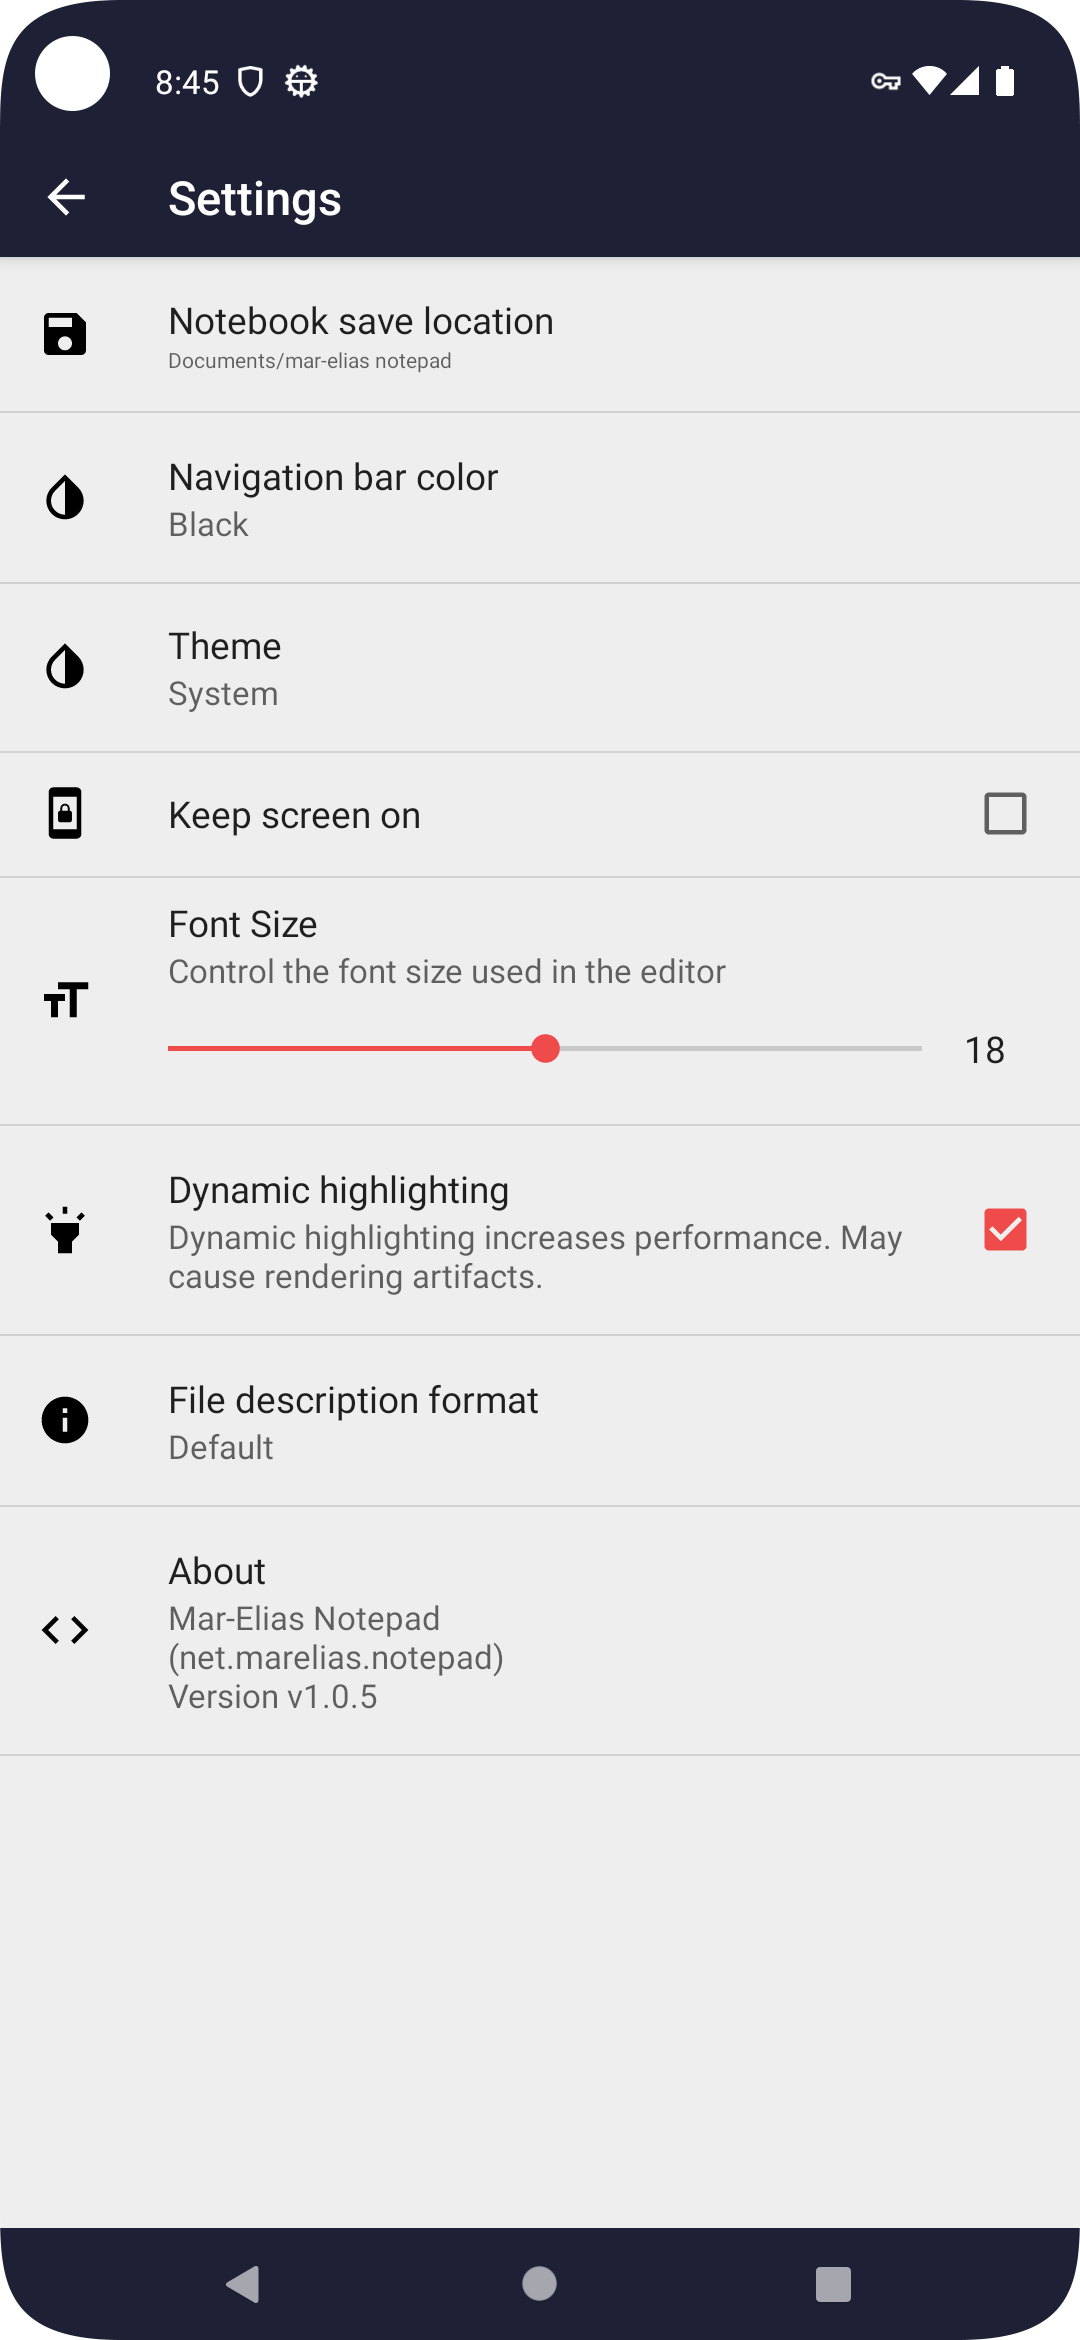 8:45
Settings
Notebook save location
Documents/mar-elias notepad
Navigation bar color
Black
Theme
System
Keep screen on
Font Size
Control the font size used in the editor
18
Dynamic highlighting
Dynamic highlighting increases performance. May
cause rendering artifacts.
File description format
Default
About
Mar-Elias Notepad
(net.marelias.notepad)
Version v1.0.5